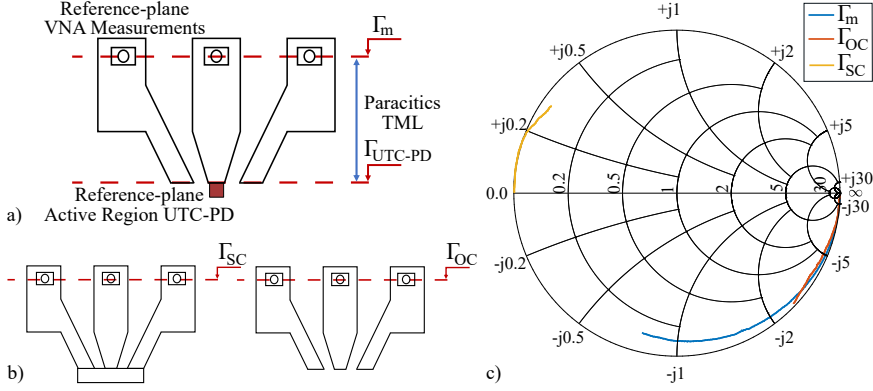 Reference-plane
VNA Measurements
Γm
Paracitics
TML
ΓUTC-PD
Reference-plane
Active Region UTC-PD
a)
ΓSC
ΓOC
b)
Γm
ΓOC
ΓSC
+j1
+j0.5
+j2
+j0.2
+j5
+j30
0.0
0.2
0.5
1
2
5
30
∞
-j30
-j0.2
-j5
-j0.5
-j2
-j1
c)